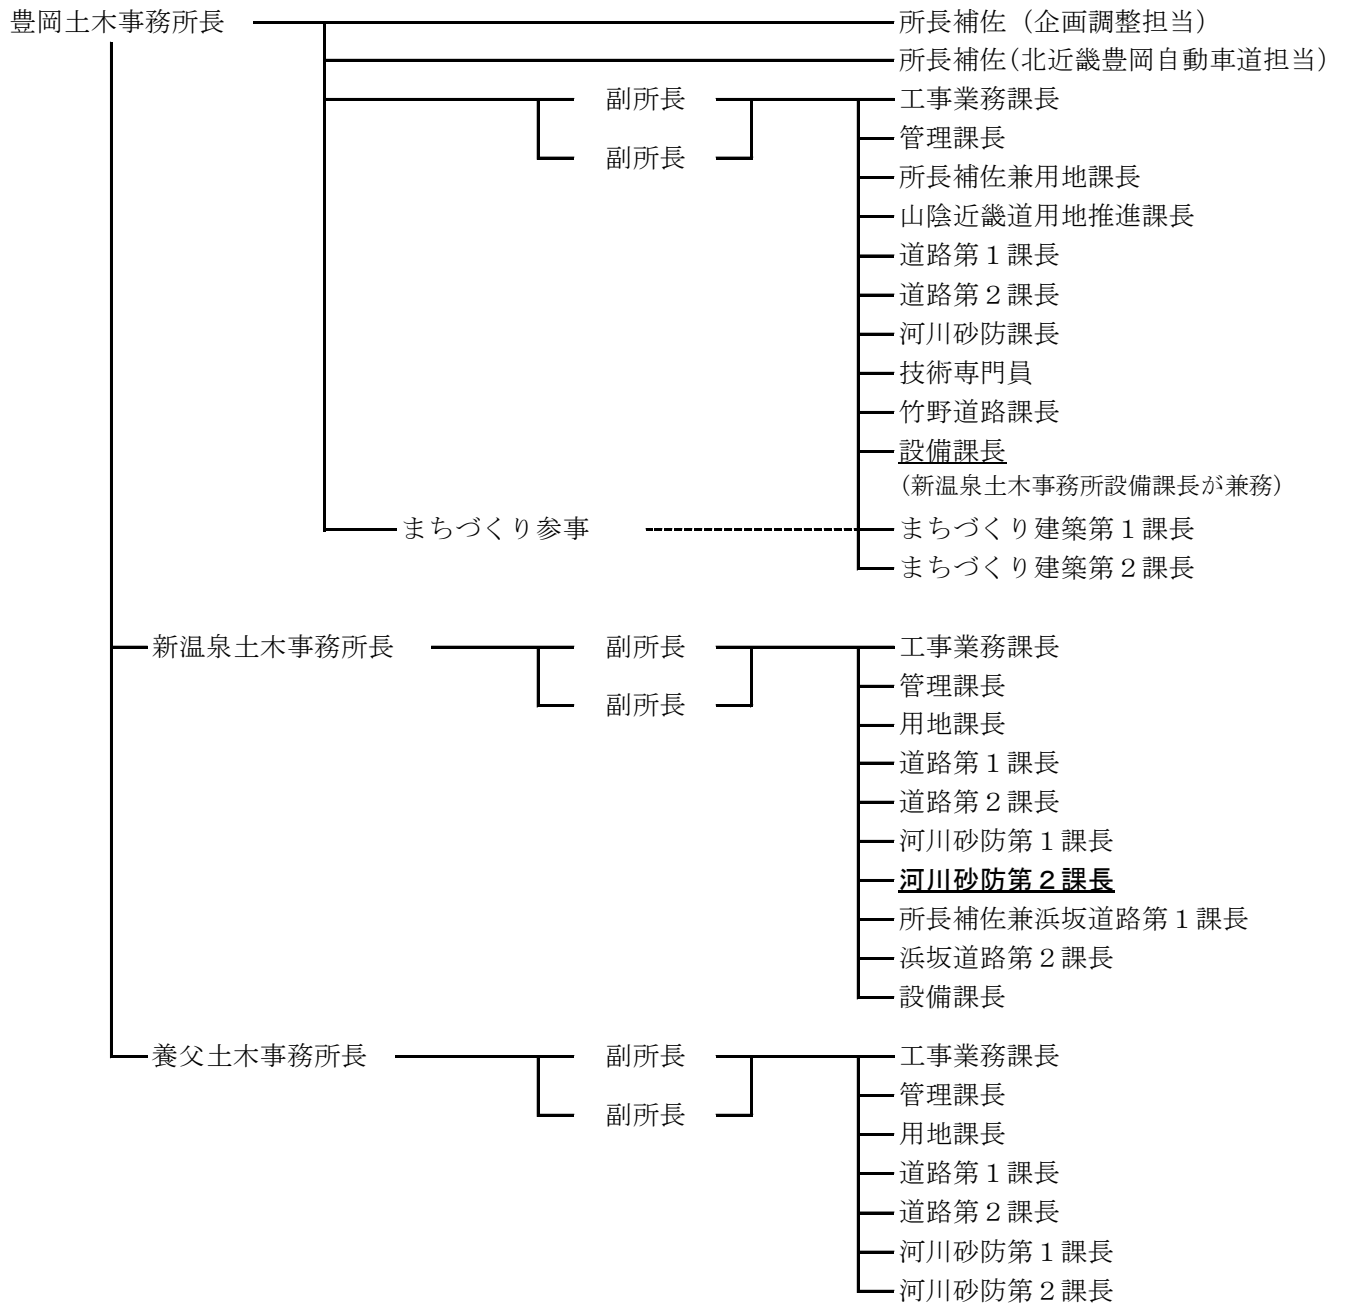 豊岡土木事務所長
所長補佐（企画調整担当）
所長補佐（北近畿豊岡自動車道担当）
副所長
副所長
工事業務課長
管理課長
所長補佐兼用地課長
山陰近畿道用地推進課長
道路第１課長
道路第２課長
河川砂防課長
技術専門員
竹野道路課長
設備課長
（新温泉土木事務所設備課長が兼務）
まちづくり参事
まちづくり建築第１課長
まちづくり建築第２課長
新温泉土木事務所長
副所長
副所長
工事業務課長
管理課長
用地課長
道路第１課長
道路第２課長
河川砂防第１課長
河川砂防第２課長
所長補佐兼浜坂道路第１課長
浜坂道路第２課長
設備課長
養父土木事務所長
副所長
副所長
工事業務課長
管理課長
用地課長
道路第１課長
道路第２課長
河川砂防第１課長
河川砂防第２課長